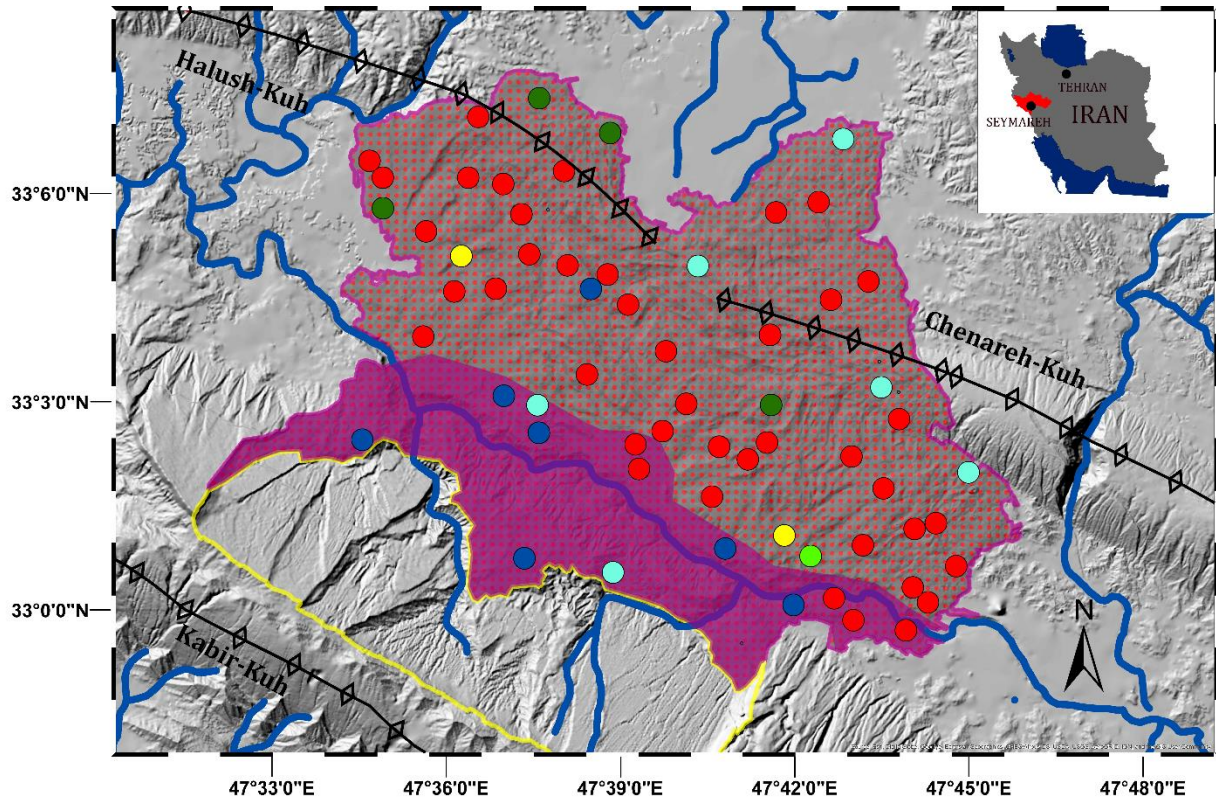 Halush-Kuh
TEHRAN
SEYMAREH
IRAN
33°6'0"N
Chenareh-Kuh
33°3'0"N
33°0'0"N
N
Kabir-Kuh
47°33'0"E
47°36'0"E
47°39'0"E
47°42'0"E
47°45'0"E
47°48'0"E